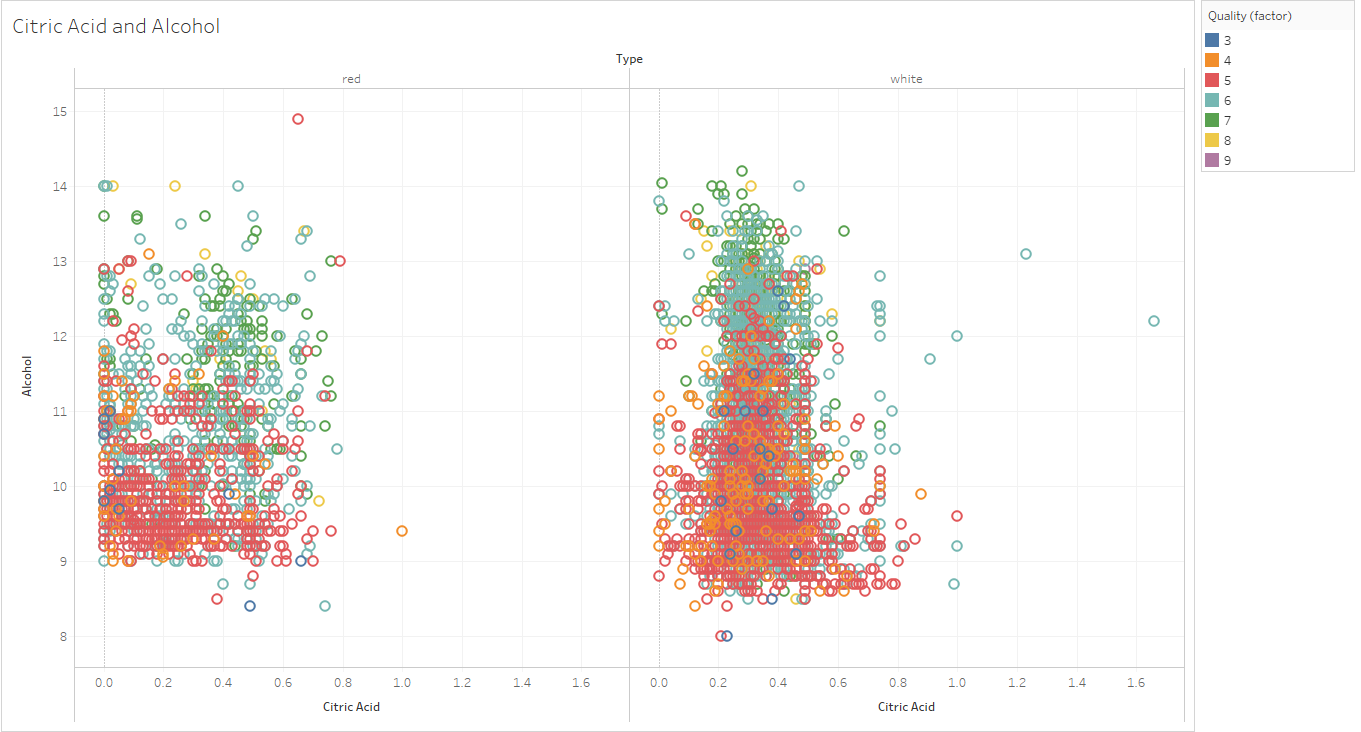 Citric Acid and Alcohol
Type
red
white
Alcohol
15
14
13
12
11
10
9
8
0.0 0.2 0.4 0.6 0.8 1.0 1.2 1.4 1.6
0.0 0.2 0.4 0.6 0.8 1.0 1.2 1.4 1.6
Citric Acid
Citric Acid
Quality (factor)
3
4
5
6
7
8
9